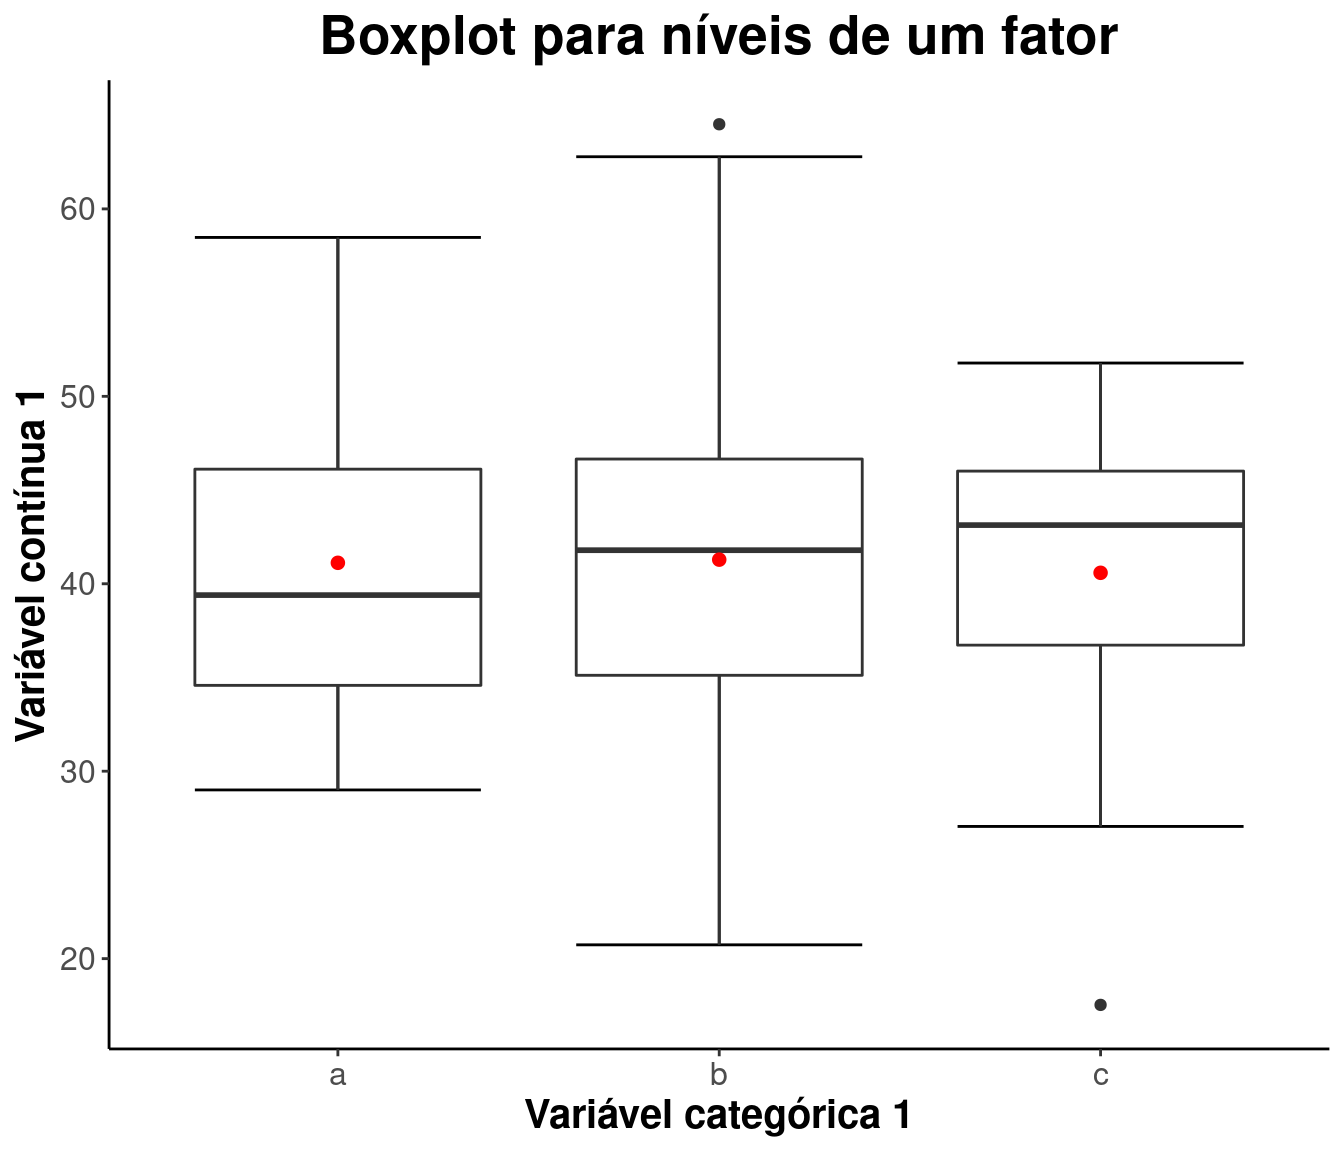 Boxplot para níveis de um fator
Variável contínua 1
60
50
40
30
20
a b c
Variável categórica 1